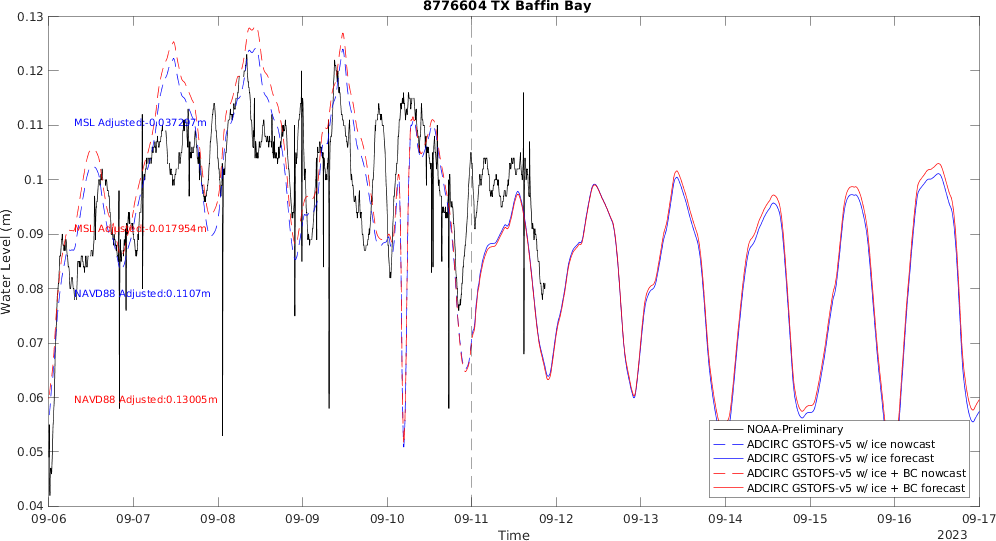 8776604 TX Baffin Bay
0.13
0.12
0.11
0.1
0.09
0.08
0.07
0.06
0.05
0.04
Water Level (m)
MSL Adjusted:-0.037297m
MSL Adjusted:-0.017954m
NAVD88 Adjusted:0.1107m
NAVD88 Adjusted:0.13005m
NOAA-Preliminary
ADCIRC GSTOFS-v5 w/ ice nowcast
ADCIRC GSTOFS-v5 w/ ice forecast
ADCIRC GSTOFS-v5 w/ ice + BC nowcast
ADCIRC GSTOFS-v5 w/ ice + BC forecast
09-06 09-07 09-08 09-09 09-10 09-11 09-12 09-13 09-14 09-15 09-16 09-17
Time
2023